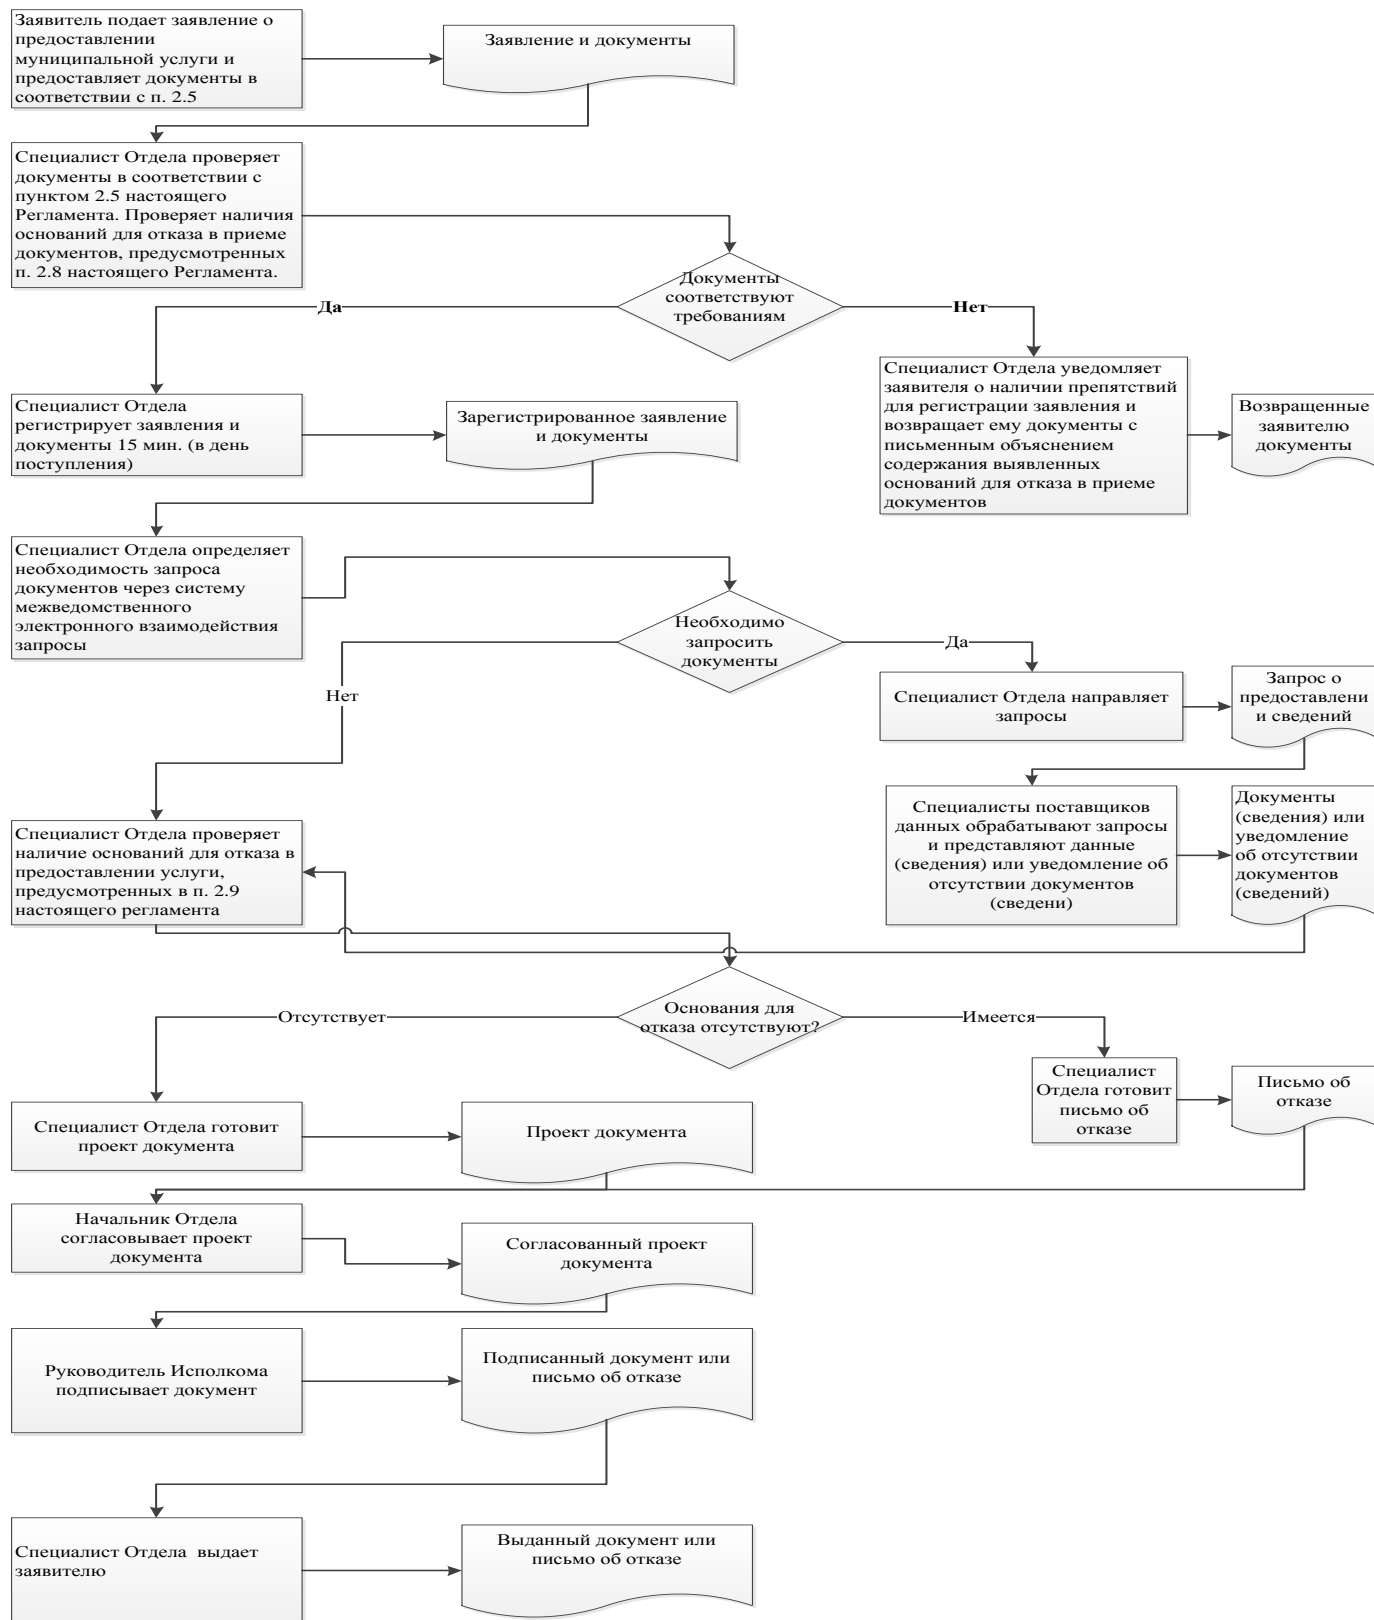 Заявитель подает заявление о
предоставлении
муниципальной услуги и
предоставляет документы в
соответствии с п. 2.5
Заявление и документы
Специалист Отдела проверяет
документы в соответствии с
пунктом 2.5 настоящего
Регламента. Проверяет наличия
оснований для отказа в приеме
документов, предусмотренных
п. 2.8 настоящего Регламента.
Документы
соответствуют
требованиям
Да
Нет
Специалист Отдела
регистрирует заявления и
документы 15 мин. (в день
поступления)
Зарегистрированное заявление
и документы
Специалист Отдела уведомляет
заявителя о наличии препятствий
для регистрации заявления и
возвращает ему документы с
письменным объяснением
содержания выявленных
оснований для отказа в приеме
документов
Возвращенные
заявителю
документы
Специалист Отдела определяет
необходимость запроса
документов через систему
межведомственного
электронного взаимодействия
запросы
Необходимо
запросить
документы
Да
Нет
Специалист Отдела направляет
запросы
Запрос о
предоставлени
и сведений
Специалисты поставщиков
данных обрабатывают запросы
и представляют данные
(сведения) или уведомление об
отсутствии документов
(сведени)
Документы
(сведения) или
уведомление
об отсутствии
документов
(сведений)
Специалист Отдела проверяет
наличие оснований для отказа в
предоставлении услуги,
предусмотренных в п. 2.9
настоящего регламента
Основания для
отказа отсутствуют?
Отсутствует
Имеется
Специалист
Отдела готовит
письмо об
отказе
Письмо об
отказе
Специалист Отдела готовит
проект документа
Проект документа
Начальник Отдела
согласовывает проект
документа
Согласованный проект
документа
Руководитель Исполкома
подписывает документ
Подписанный документ или
письмо об отказе
Специалист Отдела  выдает
заявителю
Выданный документ или
письмо об отказе